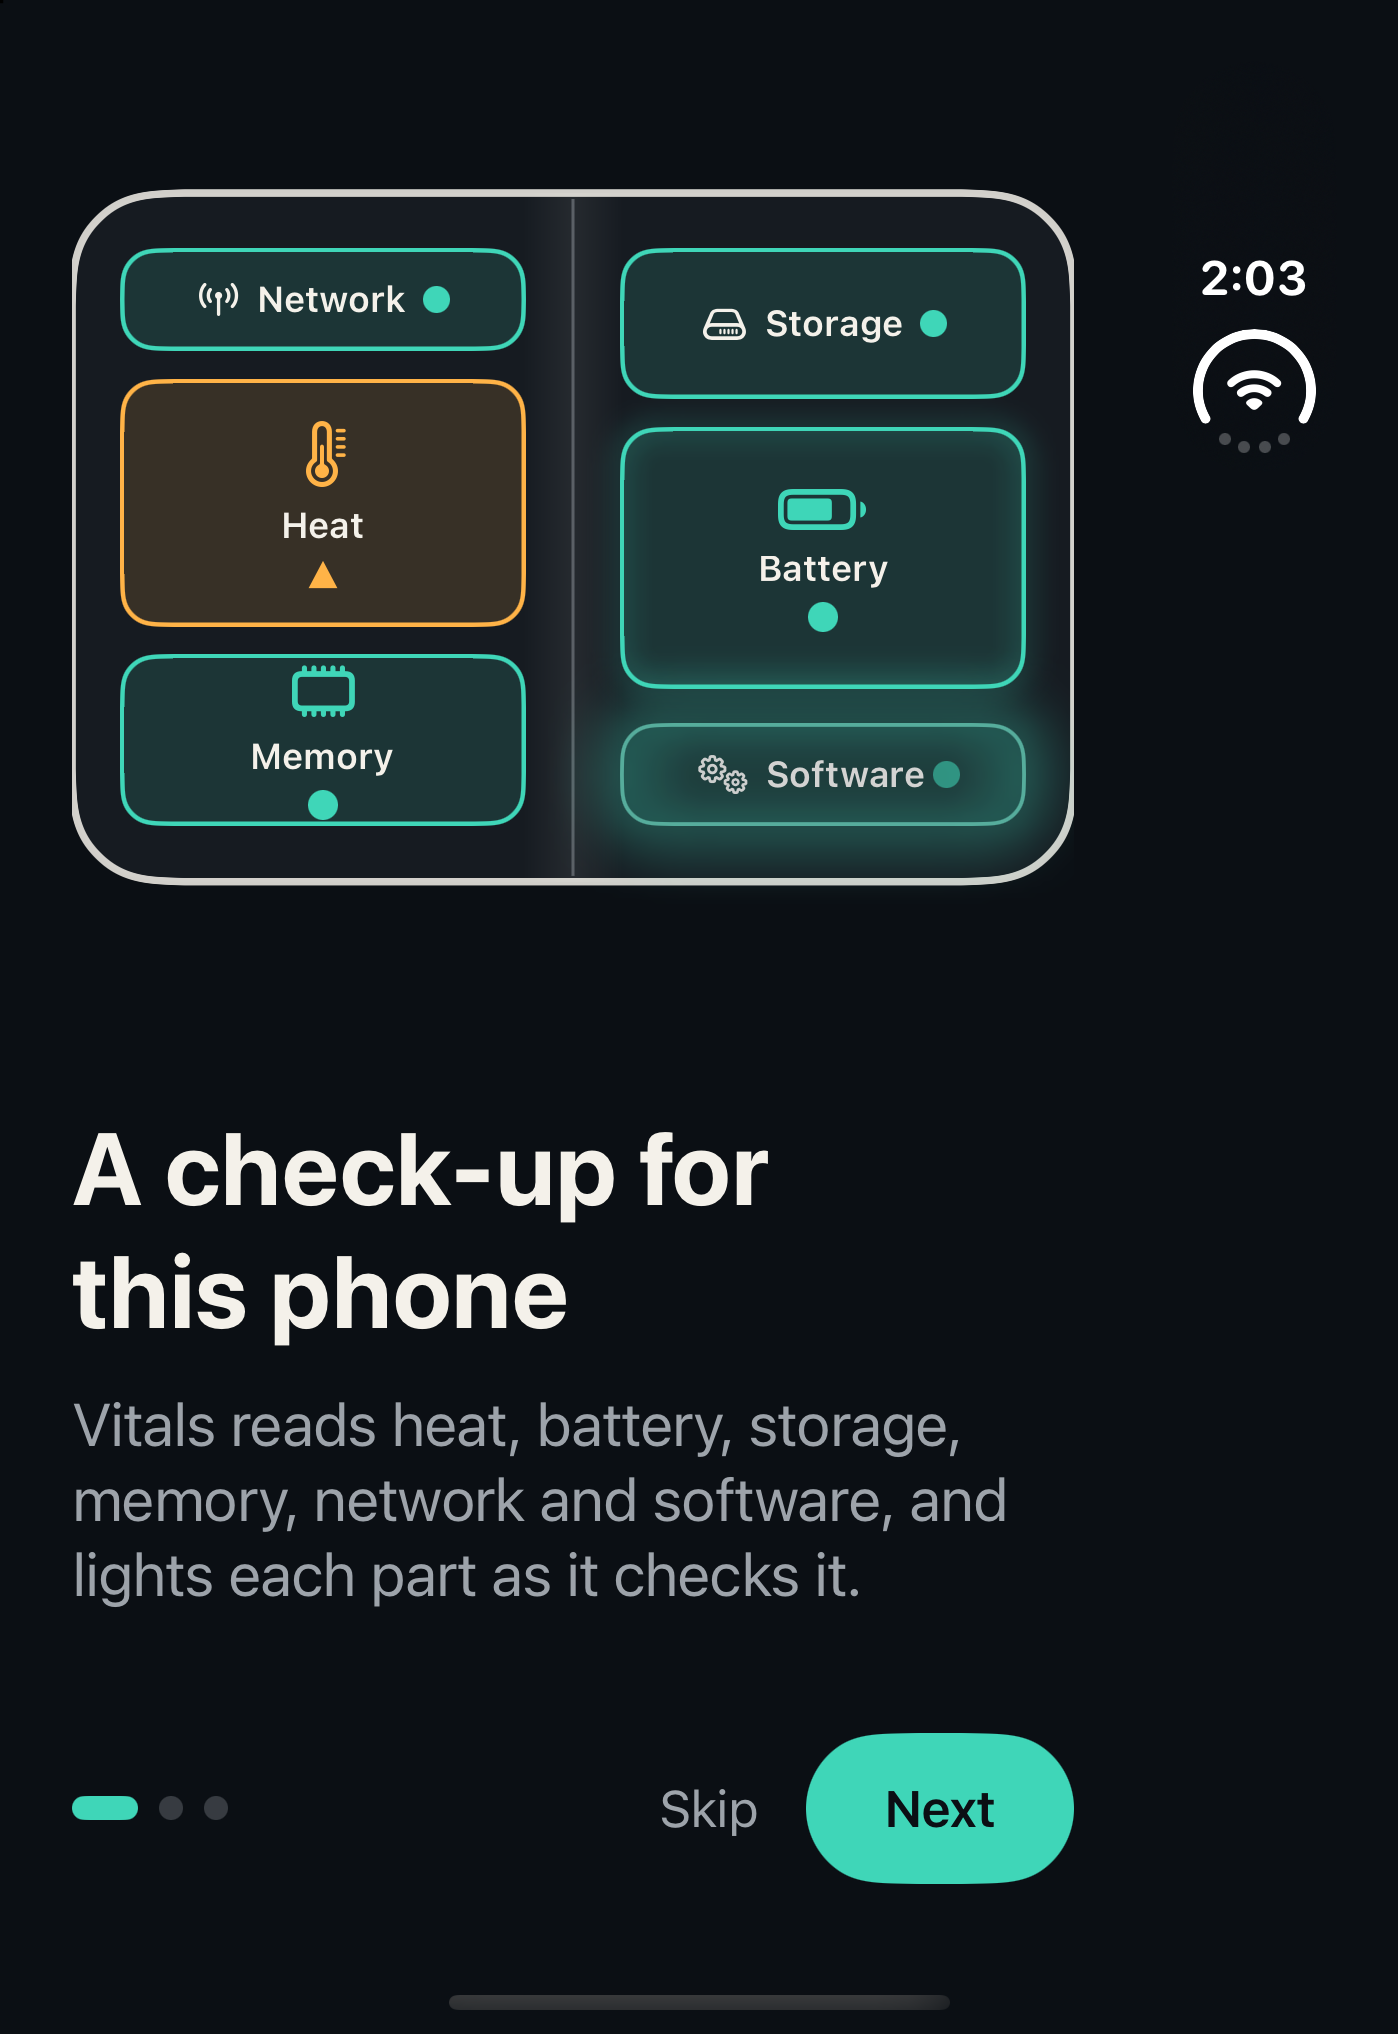 2:03
Network
Storage
Heat
Battery
Memory
Software
A check-up for
this phone
Vitals reads heat, battery, storage,
memory, network and software, and
lights each part as it checks it.
Skip
Next